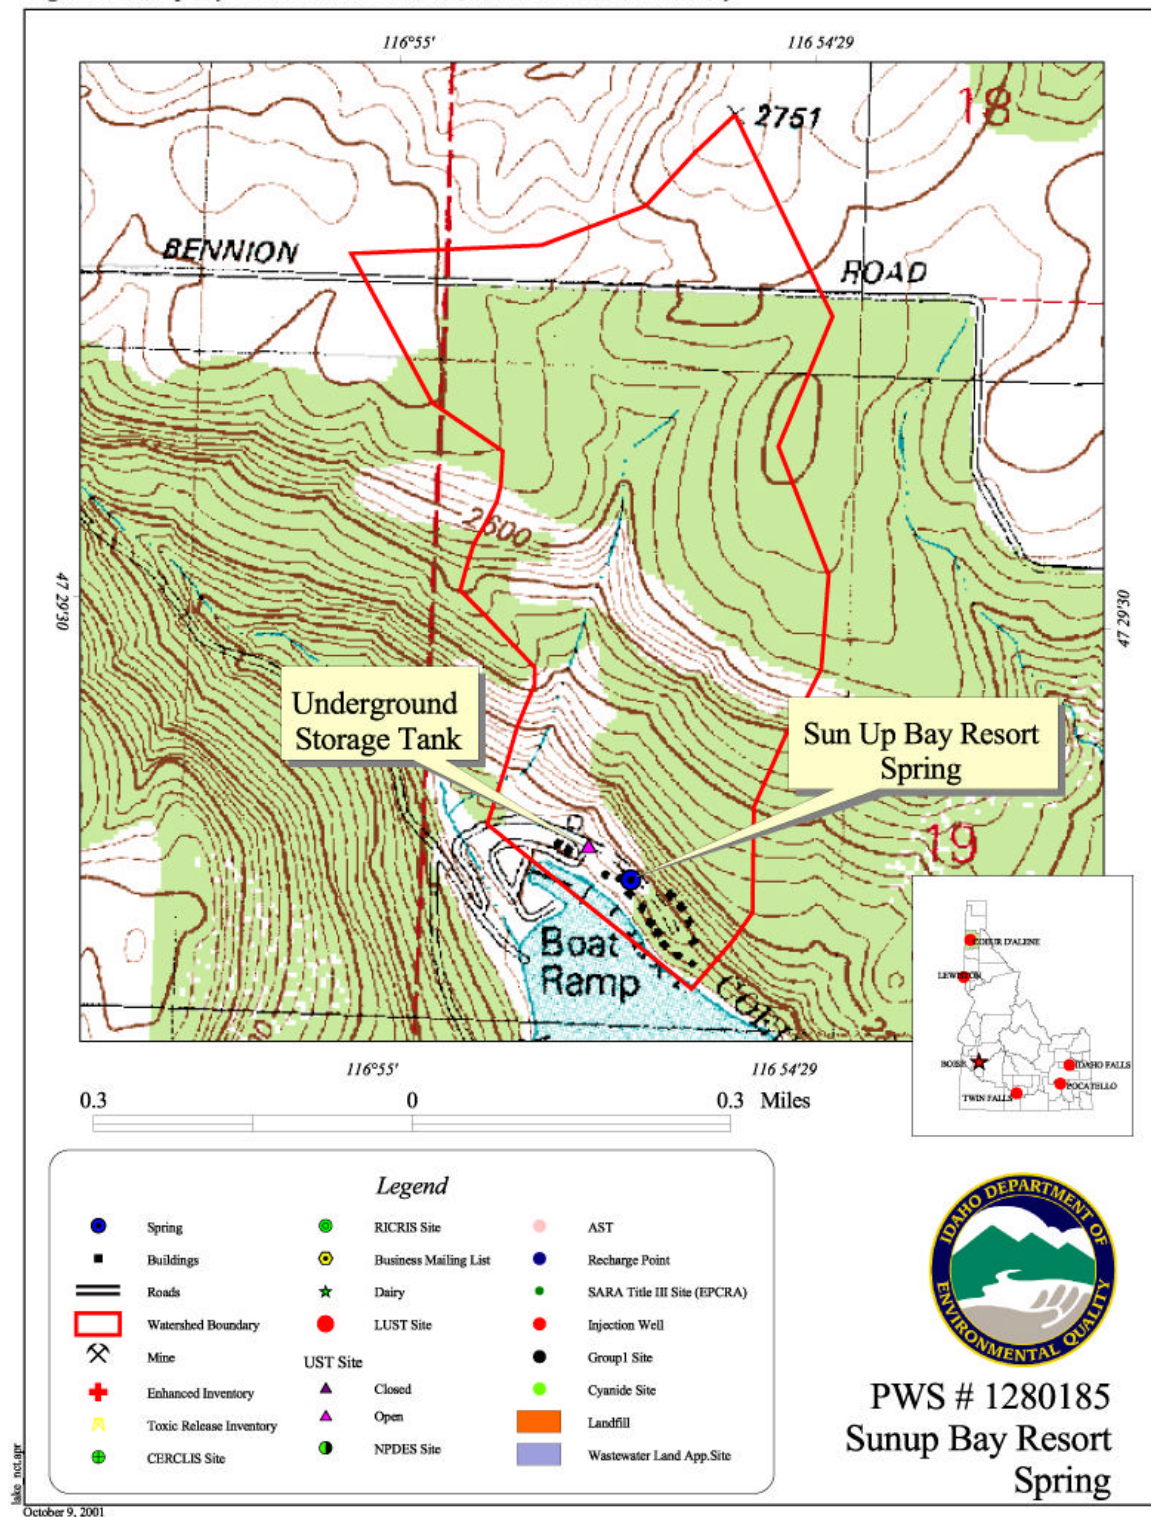 116°55'
116 54'29
2751
18
BENNION
ROAD
2600
47 29'30
47 29'30
Underground
Storage Tank
Sun Up Bay Resort
Spring
19
Boat
Ramp
COEUR D'ALENE
LEWISTON
BOISE
IDAHO FALLS
POCATELLO
TWIN FALLS
116°55'
116 54'29
0.3
0
0.3
Miles
Legend
Spring
Buildings
Roads
Watershed Boundary
Mine
Enhanced Inventory
Toxic Release Inventory
CERCLIS Site
RICRIS Site
Business Mailing List
Dairy
LUST Site
UST Site
Closed
Open
NPDES Site
AST
Recharge Point
SARA Title III Site (EPCRA)
Injection Well
Group1 Site
Cyanide Site
Landfill
Wastewater Land App.Site
IDAHO DEPARTMENT OF
ENVIRONMENTAL QUALITY
PWS # 1280185
Sunup Bay Resort
Spring
October 9, 2001